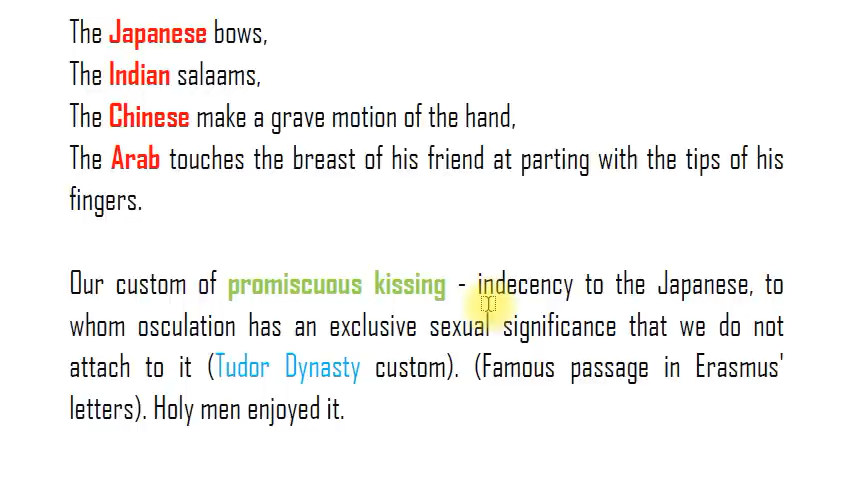 The Japanese bows,
The Indian salaams,
The Chinese make a grave motion of the hand,
The Arab touches the breast of his friend at parting with the tips of his
fingers.
Our custom of promiscuous kissing - indecency to the Japanese, to
whom osculation has an exclusive sexual significance that we do not
attach to it (Tudor Dynasty custom). (Famous passage in Erasmus'
letters). Holy men enjoyed it.